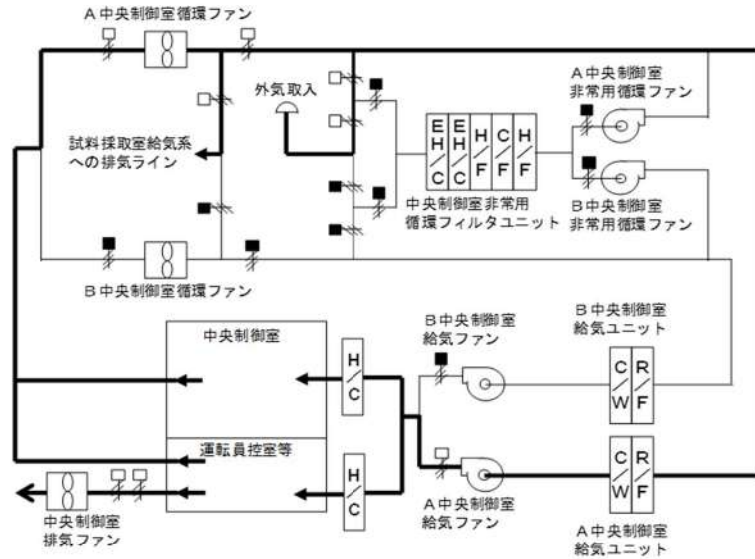 A中央制御室循環ファン
外気取入
A中央制御室
非常用循環ファン
試料採取室給気系
への排気ライン
E
H
/
C
E
H
/
C
H
/
F
C
/
F
H
/
F
中央制御室非常用
循環フィルタユニット
B中央制御室
非常用循環ファン
B中央制御室循環ファン
中央制御室
H
/
C
B中央制御室
給気ファン
B中央制御室
給気ユニット
C
/
W
R
/
F
運転員控室等
H
/
C
中央制御室
排気ファン
A中央制御室
給気ファン
C
/
W
R
/
F
A中央制御室
給気ユニット